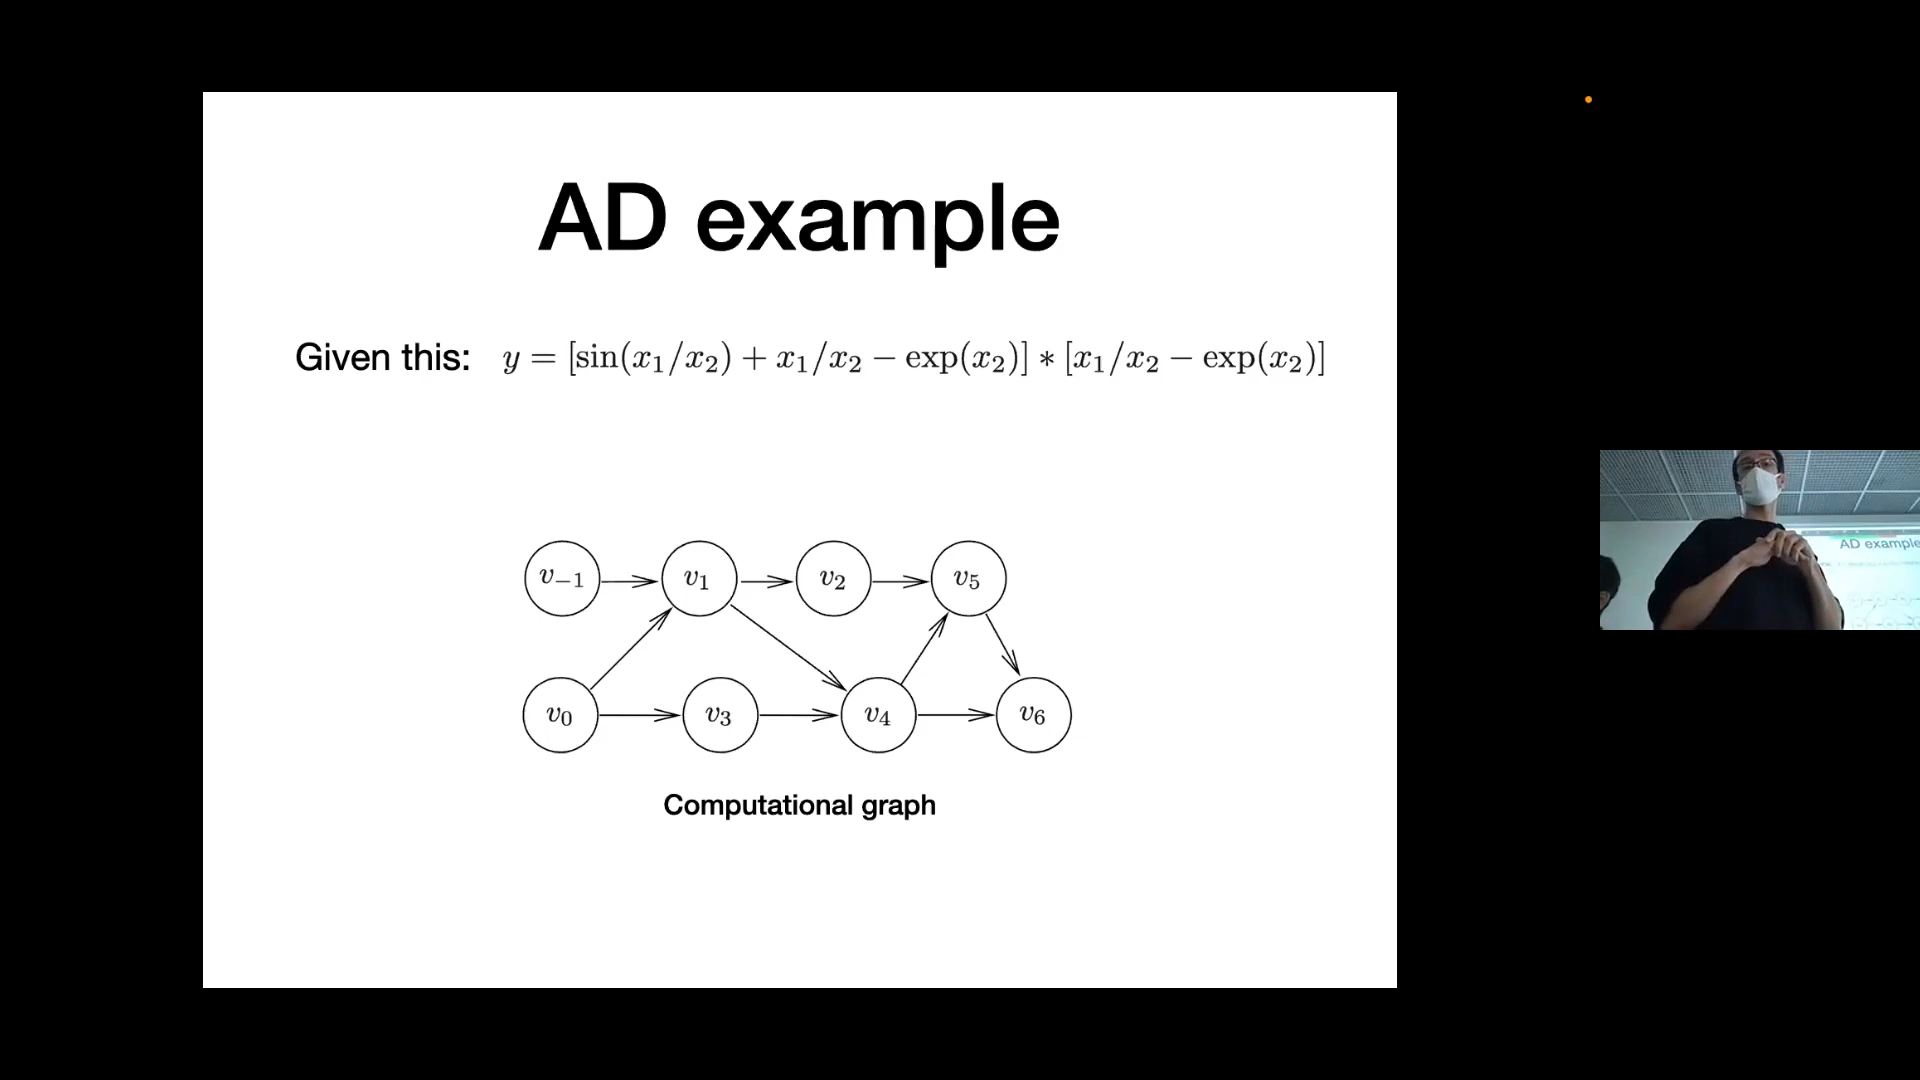 AD example
Given this: y = [sin(x₁/x₂) + x₁/x₂ − exp(x₂)] ∗ [x₁/x₂ − exp(x₂)]
v₋₁ v₁ v₂ v₅
v₀ v₃ v₄ v₆
Computational graph
AD example